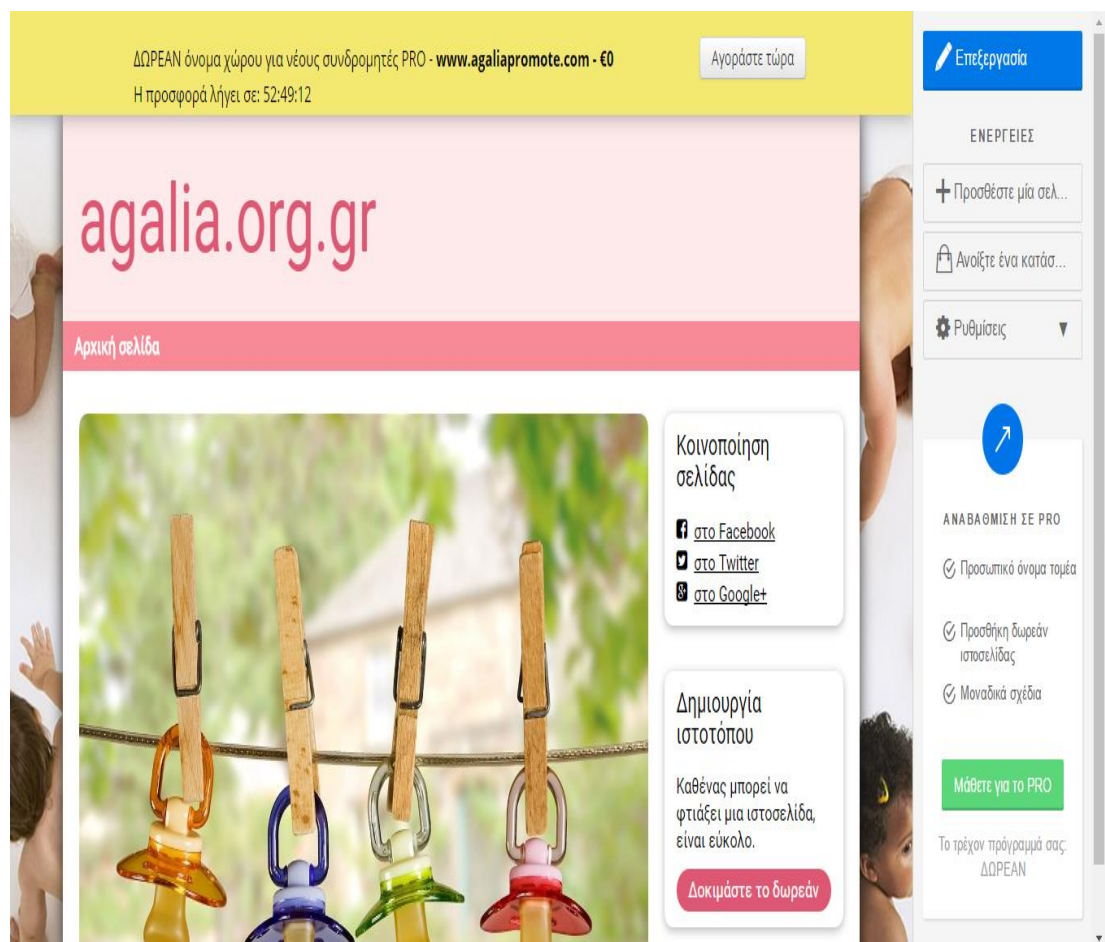 ΔΩΡΕΑΝ όνομα χώρου για νέους συνδρομητές PRO - www.agaliapromote.com - €0
Η προσφορά λήγει σε: 52:49:12
Αγοράστε τώρα
agalia.org.gr
Αρχική σελίδα
Κοινοποίηση
σελίδας
στο Facebook
στο Twitter
στο Google+
Δημιουργία
ιστοτόπου
Καθένας μπορεί να
φτιάξει μια ιστοσελίδα,
είναι εύκολο.
Δοκιμάστε το δωρεάν
Επεξεργασία
ΕΝΕΡΓΕΙΕΣ
Προσθέστε μία σελ...
Ανοίξτε ένα κατάσ...
Ρυθμίσεις
ΑΝΑΒΑΘΜΙΣΗ ΣΕ PRO
Προσωπικό όνομα τομέα
Προσθήκη δωρεάν
ιστοσελίδας
Μοναδικά σχέδια
Μάθετε για το PRO
Το τρέχον πρόγραμμά σας:
ΔΩΡΕΑΝ